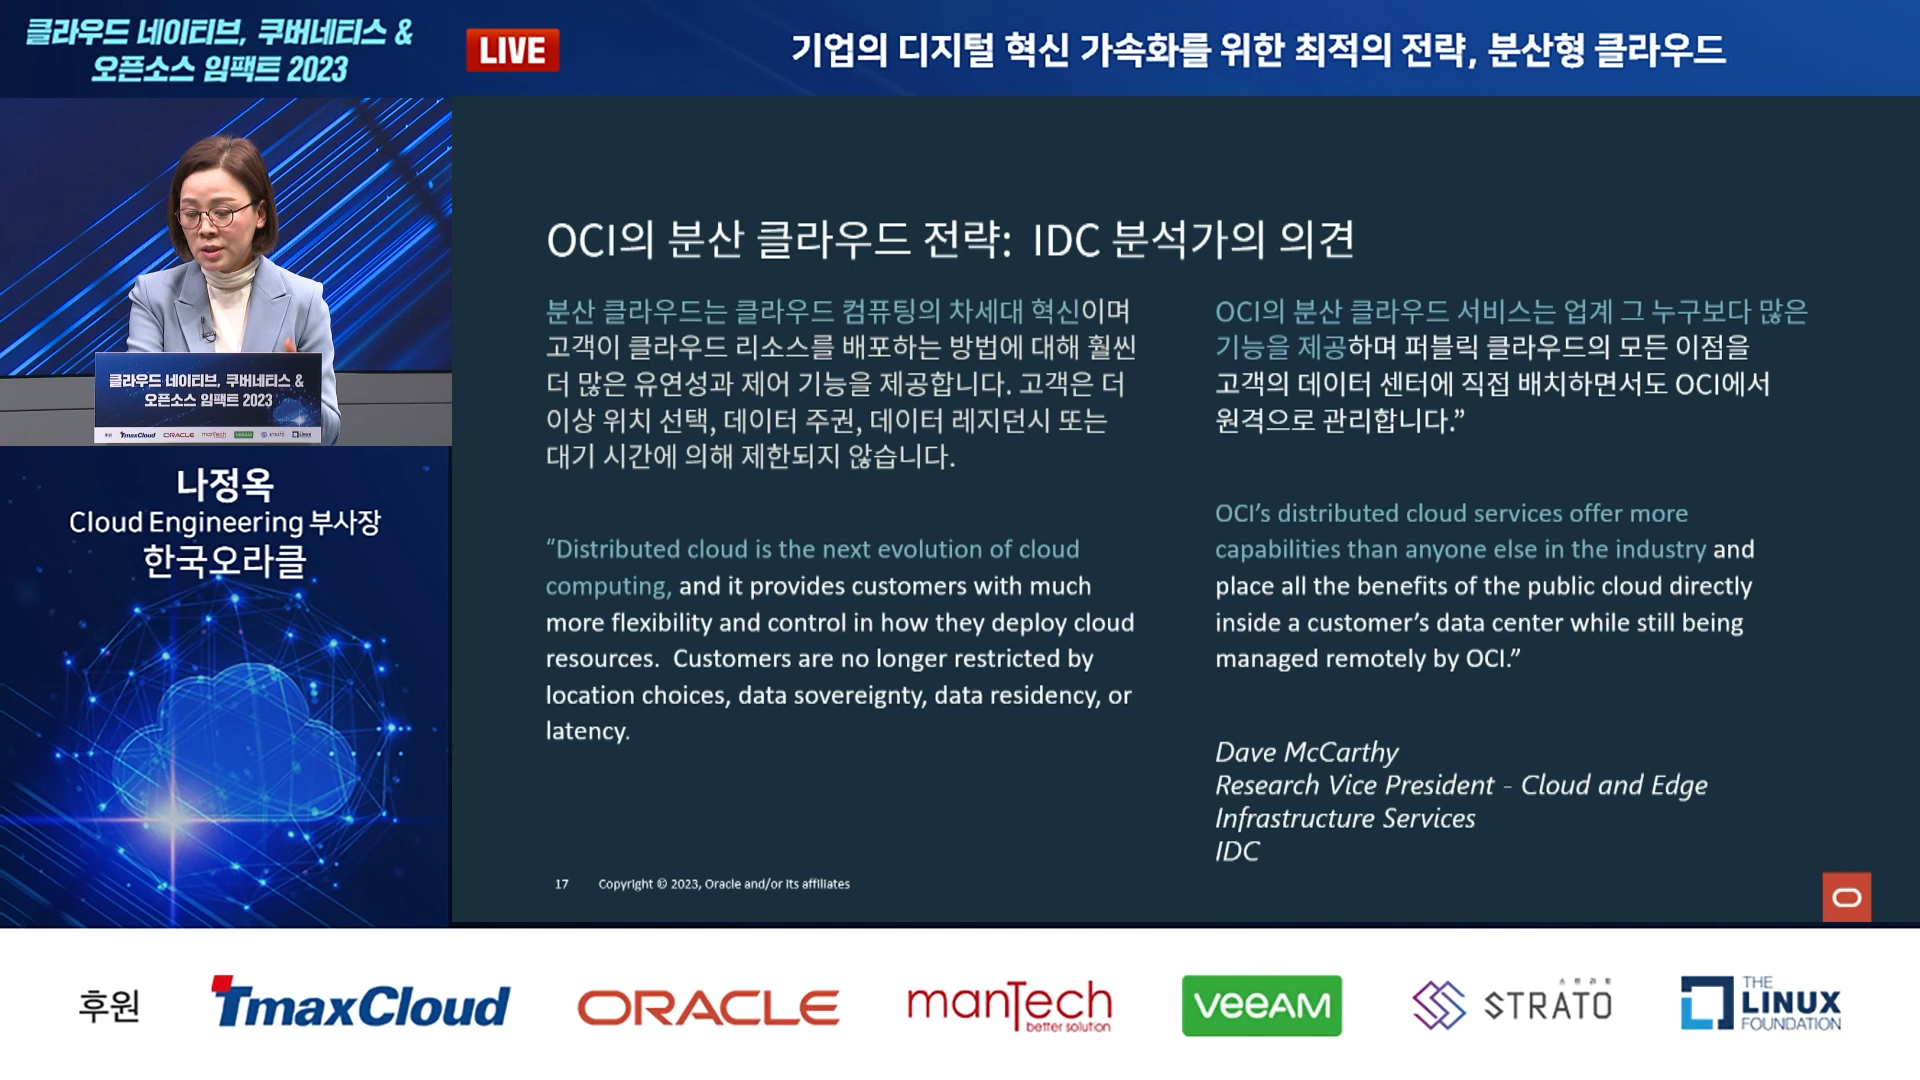 클라우드 네이티브, 쿠버네티스 &
오픈소스 임팩트 2023
LIVE
기업의 디지털 혁신 가속화를 위한 최적의 전략, 분산형 클라우드
클라우드 네이티브, 쿠버네티스 &
오픈소스 임팩트 2023
후원 TmaxCloud ORACLE manTech VEEAM STRATO LINUX
나정옥
Cloud Engineering 부사장
한국오라클
OCI의 분산 클라우드 전략: IDC 분석가의 의견
분산 클라우드는 클라우드 컴퓨팅의 차세대 혁신이며
고객이 클라우드 리소스를 배포하는 방법에 대해 훨씬
더 많은 유연성과 제어 기능을 제공합니다. 고객은 더
이상 위치 선택, 데이터 주권, 데이터 레지던시 또는
대기 시간에 의해 제한되지 않습니다.
“Distributed cloud is the next evolution of cloud
computing, and it provides customers with much
more flexibility and control in how they deploy cloud
resources. Customers are no longer restricted by
location choices, data sovereignty, data residency, or
latency.
OCI의 분산 클라우드 서비스는 업계 그 누구보다 많은
기능을 제공하며 퍼블릭 클라우드의 모든 이점을
고객의 데이터 센터에 직접 배치하면서도 OCI에서
원격으로 관리합니다.”
OCI’s distributed cloud services offer more
capabilities than anyone else in the industry and
place all the benefits of the public cloud directly
inside a customer’s data center while still being
managed remotely by OCI.”
Dave McCarthy
Research Vice President - Cloud and Edge
Infrastructure Services
IDC
17 Copyright © 2023, Oracle and/or its affiliates
후원
TmaxCloud
ORACLE
manTech
better solution
VEEAM
스트라토
STRATO
THE
LINUX
FOUNDATION